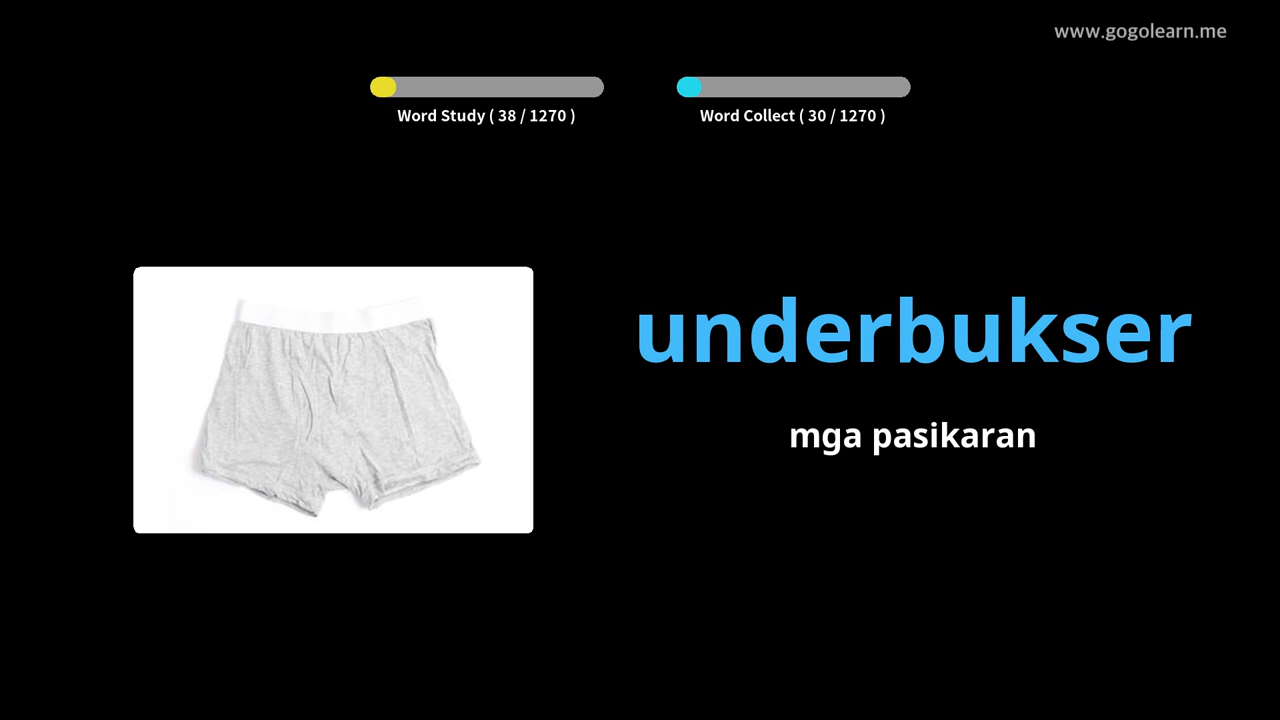 www.gogolearn.me
Word Study ( 38 / 1270 )
Word Collect ( 30 / 1270 )
underbukser
mga pasikaran